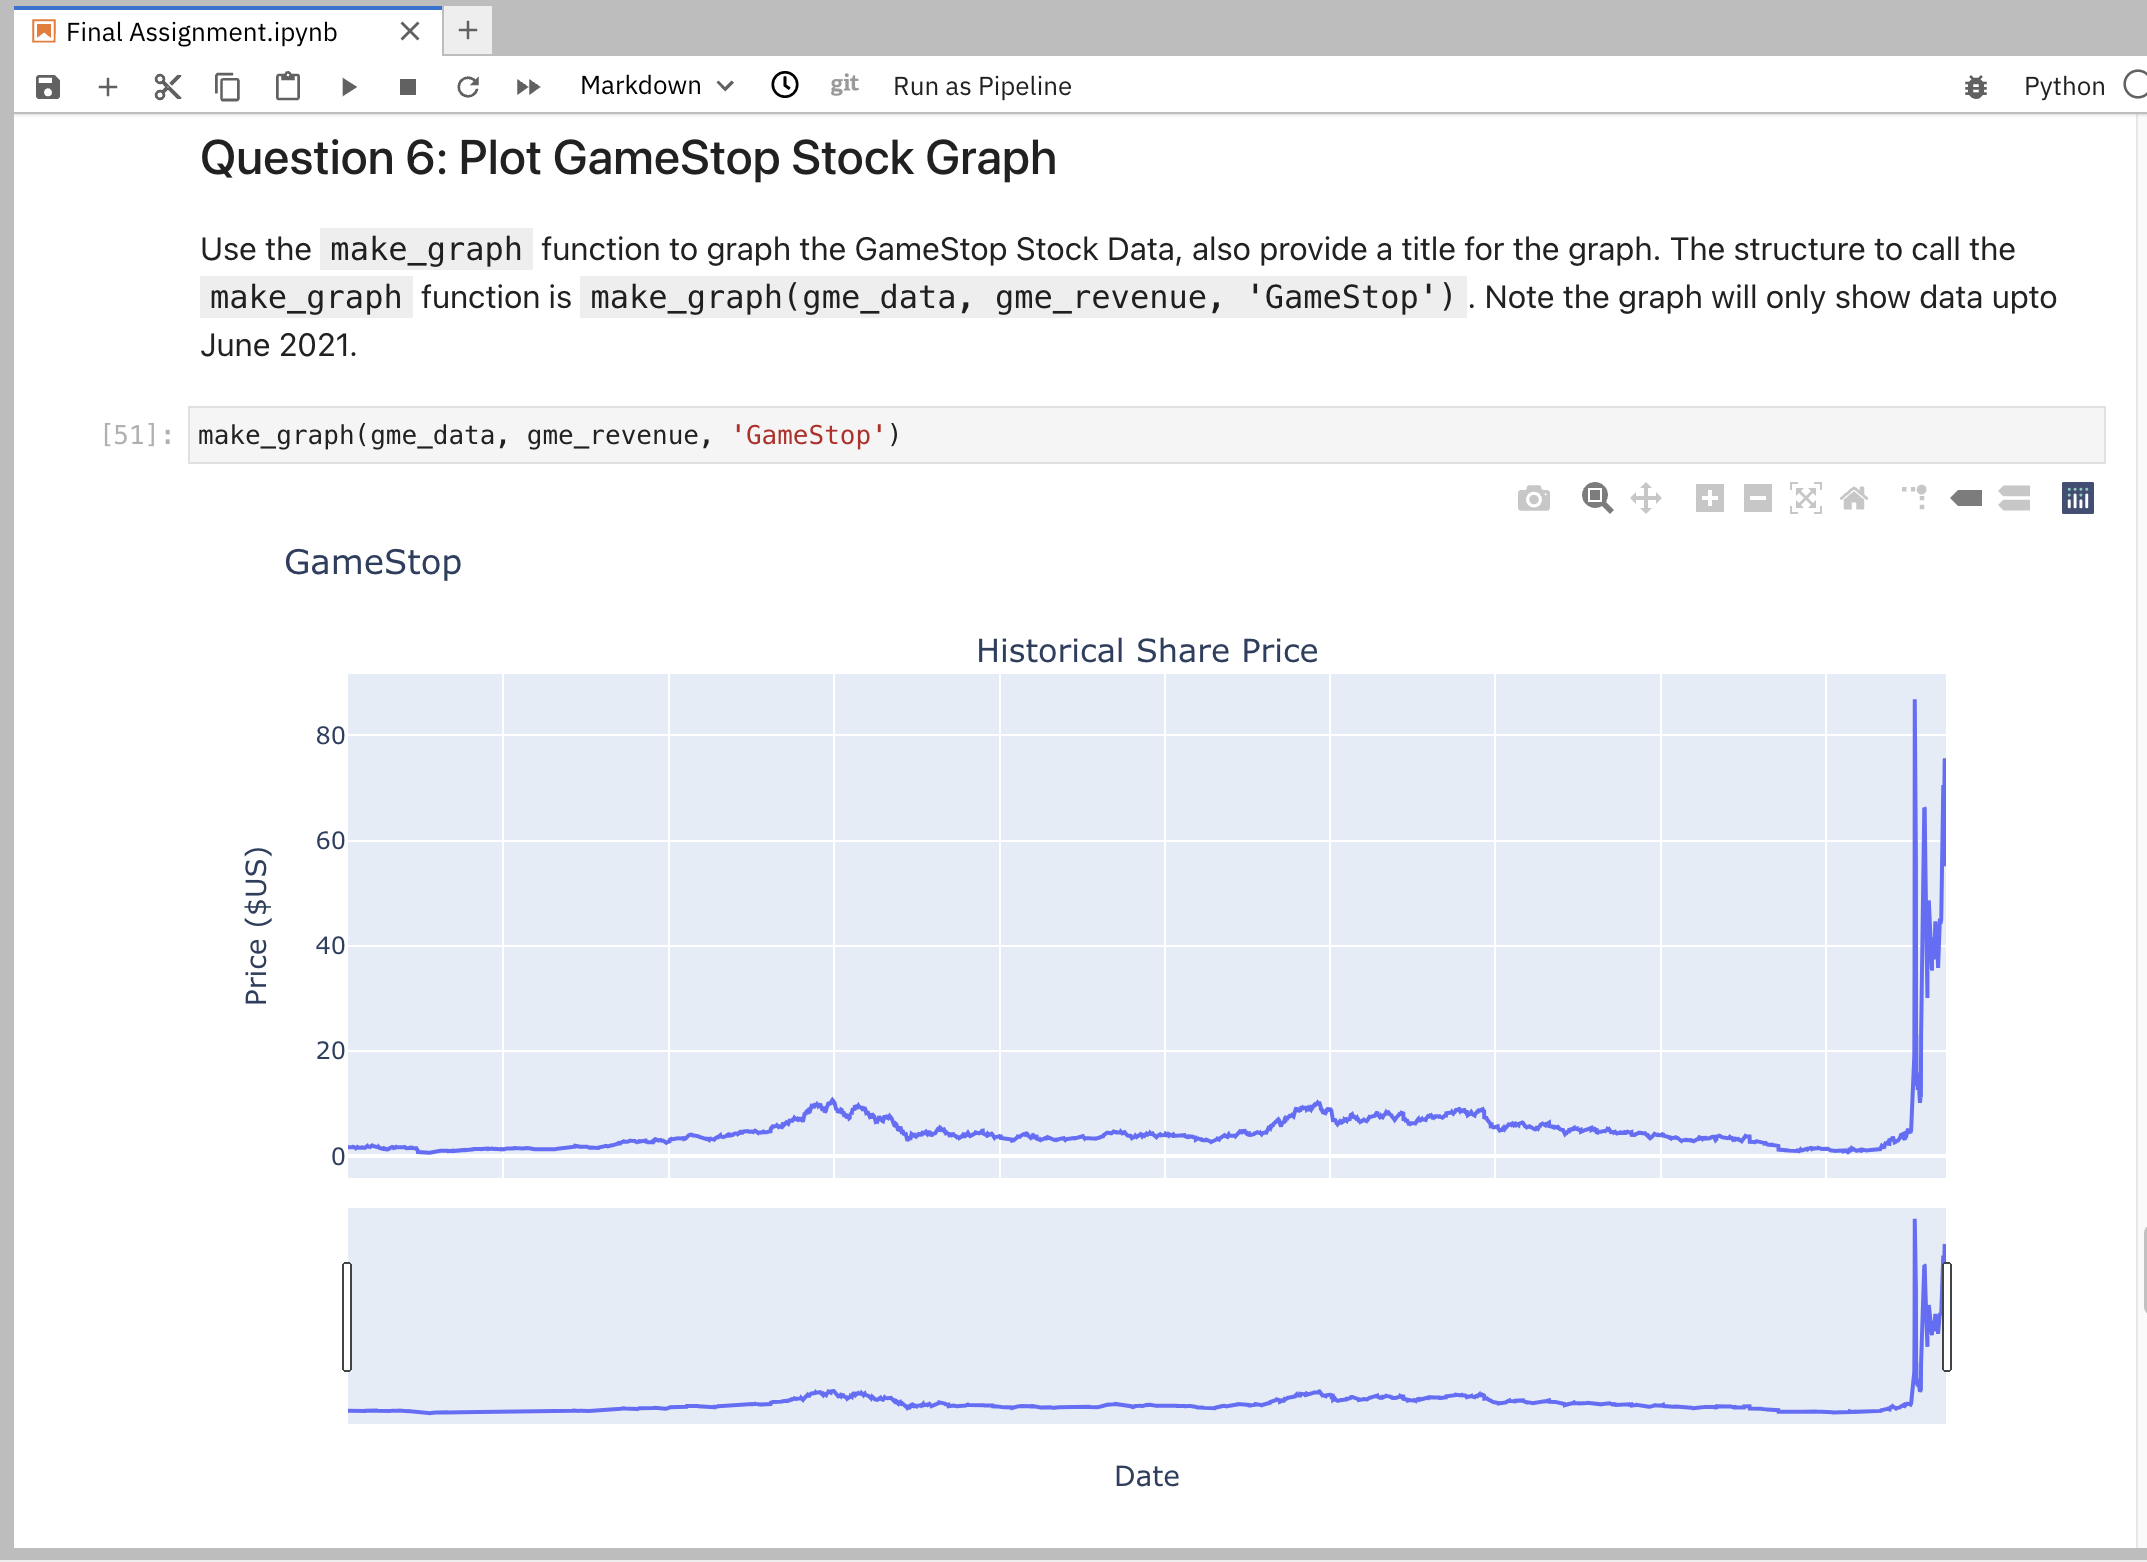 Final Assignment.ipynb
Markdown
git
Run as Pipeline
Python
Question 6: Plot GameStop Stock Graph
Use the make_graph function to graph the GameStop Stock Data, also provide a title for the graph. The structure to call the
make_graph function is make_graph(gme_data, gme_revenue, 'GameStop') . Note the graph will only show data upto
June 2021.
[51]:
make_graph(gme_data, gme_revenue, 'GameStop')
GameStop
Historical Share Price
80
60
40
20
0
Price ($US)
Date